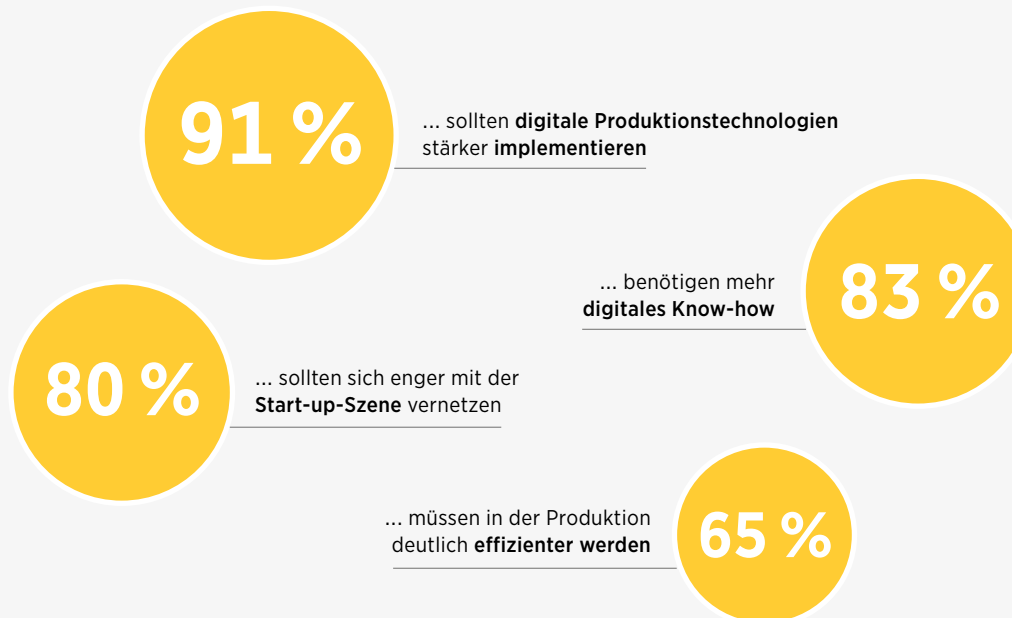 91 %
... sollten digitale Produktionstechnologien
stärker implementieren
... benötigen mehr
digitales Know-how
83 %
80 %
... sollten sich enger mit der
Start-up-Szene vernetzen
... müssen in der Produktion
deutlich effizienter werden
65 %